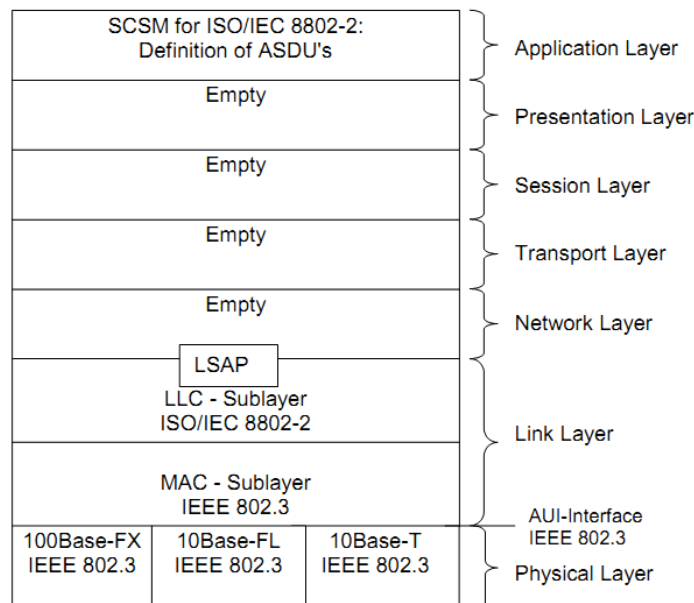 SCSM for ISO/IEC 8802-2:
Definition of ASDU's
Application Layer
Empty
Presentation Layer
Empty
Session Layer
Empty
Transport Layer
Empty
Network Layer
LSAP
LLC - Sublayer
ISO/IEC 8802-2
Link Layer
MAC - Sublayer
IEEE 802.3
AUI-Interface
IEEE 802.3
100Base-FX
IEEE 802.3
10Base-FL
IEEE 802.3
10Base-T
IEEE 802.3
Physical Layer